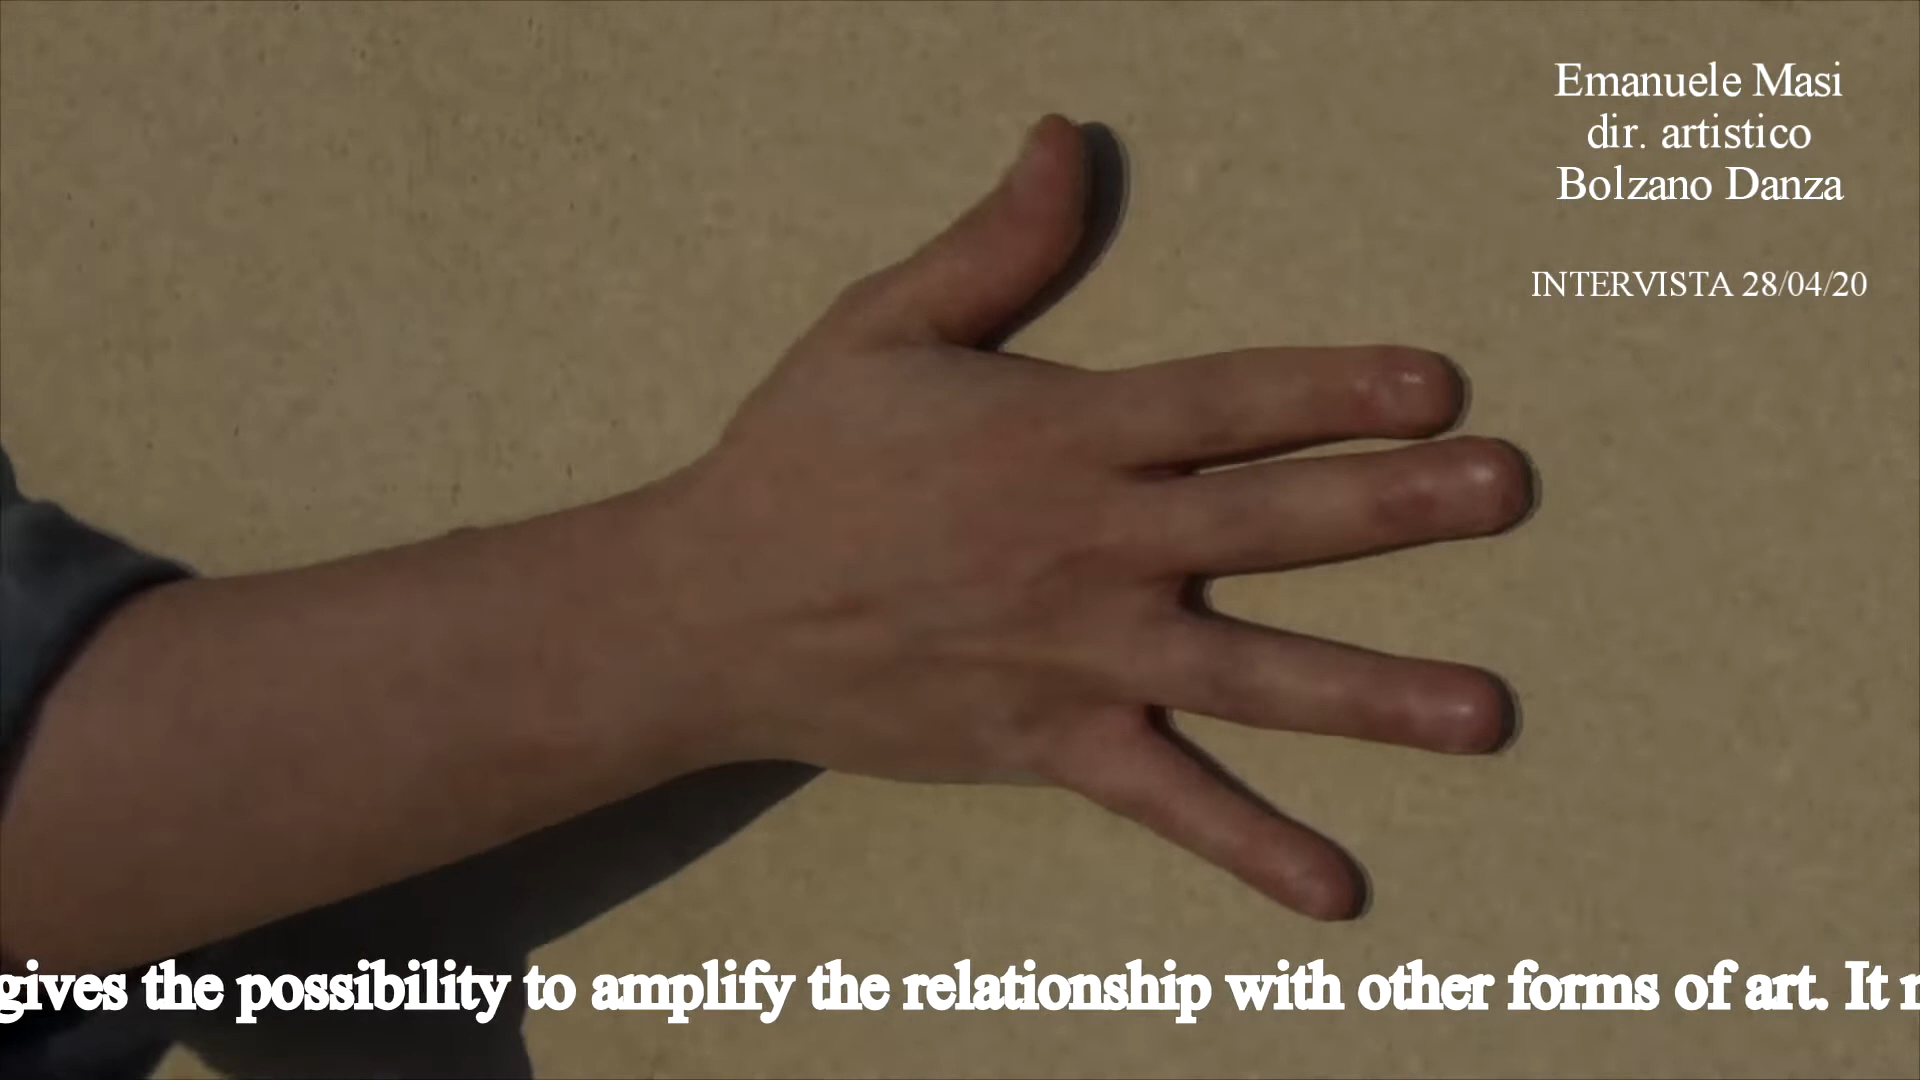 Emanuele Masi
dir. artistico
Bolzano Danza
INTERVISTA 28/04/20
gives the possibility to amplify the relationship with other forms of art. It